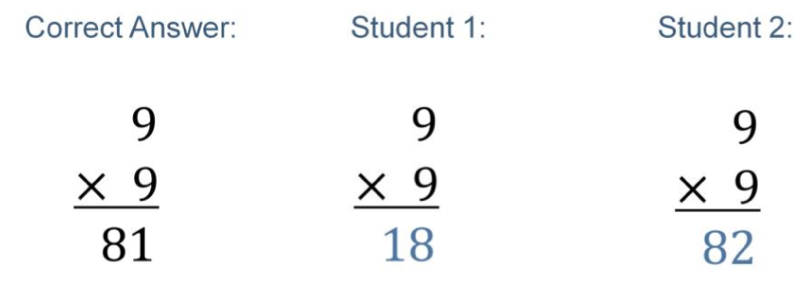 Correct Answer: Student 1: Student 2:
9 9 9
× 9 × 9 × 9
81 18 82